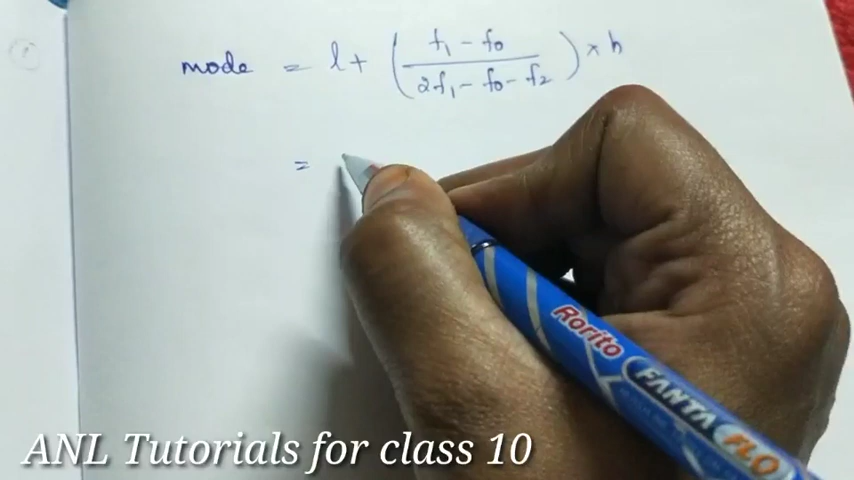 mode = l + ( f₁ - f₀ / 2f₁ - f₀ - f₂ ) × h
=
Rorito
FANTA FLO
ANL Tutorials for class 10